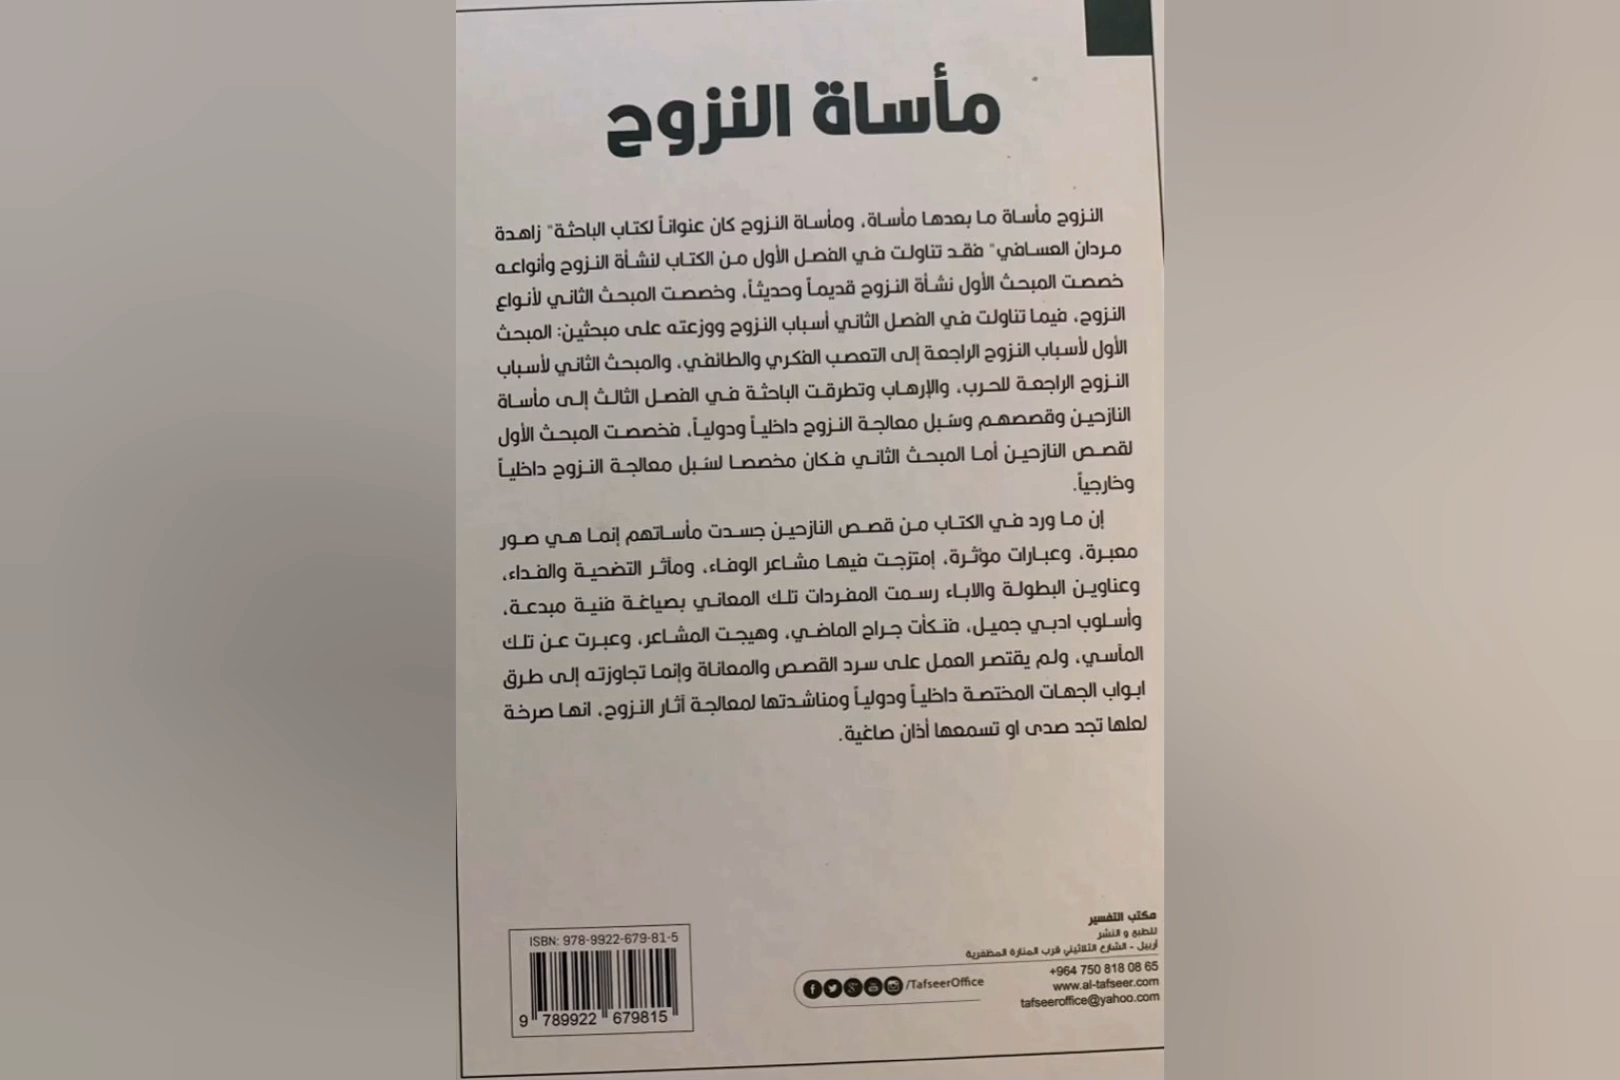 مأساة النزوح
النزوح مأساة ما بعدها مأساة، ومأساة النزوح كان عنواناً لكتاب الباحثة" زاهدة
مردان العسافي" فقد تناولت في الفصل الأول من الكتاب لنشأة النزوح وأنواعه
خصصت المبحث الأول نشأة النزوح قديماً وحديثاً، وخصصت المبحث الثاني لأنواع
النزوح، فيما تناولت في الفصل الثاني أسباب النزوح ووزعته على مبحثين: المبحث
الأول لأسباب النزوح الراجعة إلى التعصب الفكري والطائفي، والمبحث الثاني لأسباب
النزوح الراجعة للحرب، والإرهاب وتطرقت الباحثة في الفصل الثالث إلى مأساة
النازحين وقصصهم وسُبل معالجة النزوح داخلياً ودولياً، فخصصت المبحث الأول
لقصص النازحين أما المبحث الثاني فكان مخصصا لسُبل معالجة النزوح داخلياً
وخارجياً.
إن ما ورد في الكتاب من قصص النازحين جسدت مأساتهم إنما هي صور
معبرة، وعبارات مؤثرة، إمتزجت فيها مشاعر الوفاء، ومآثر التضحية والفداء،
وعناوين البطولة والاباء رسمت المفردات تلك المعاني بصياغة فنية مبدعة،
وأسلوب ادبي جميل، فنكأت جراح الماضي، وهيجت المشاعر، وعبرت عن تلك
المآسي، ولم يقتصر العمل على سرد القصص والمعاناة وإنما تجاوزته إلى طرق
ابواب الجهات المختصة داخلياً ودولياً ومناشدتها لمعالجة آثار النزوح، انها صرخة
لعلها تجد صدى او تسمعها أذان صاغية.
مكتب التفسير
للطبع و النشر
أربيل - الشارع الثلاثيني قرب المنارة المظفرية
+964 750 818 08 65
www.al-tafseer.com
tafseeroffice@yahoo.com
/TafseerOffice
ISBN: 978-9922-679-81-5
9 789922 679815